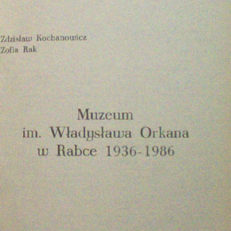 Zdzisław Kochanowicz
Zofia Rak
Muzeum
im. Władysława Orkana
w Rabce 1936-1986